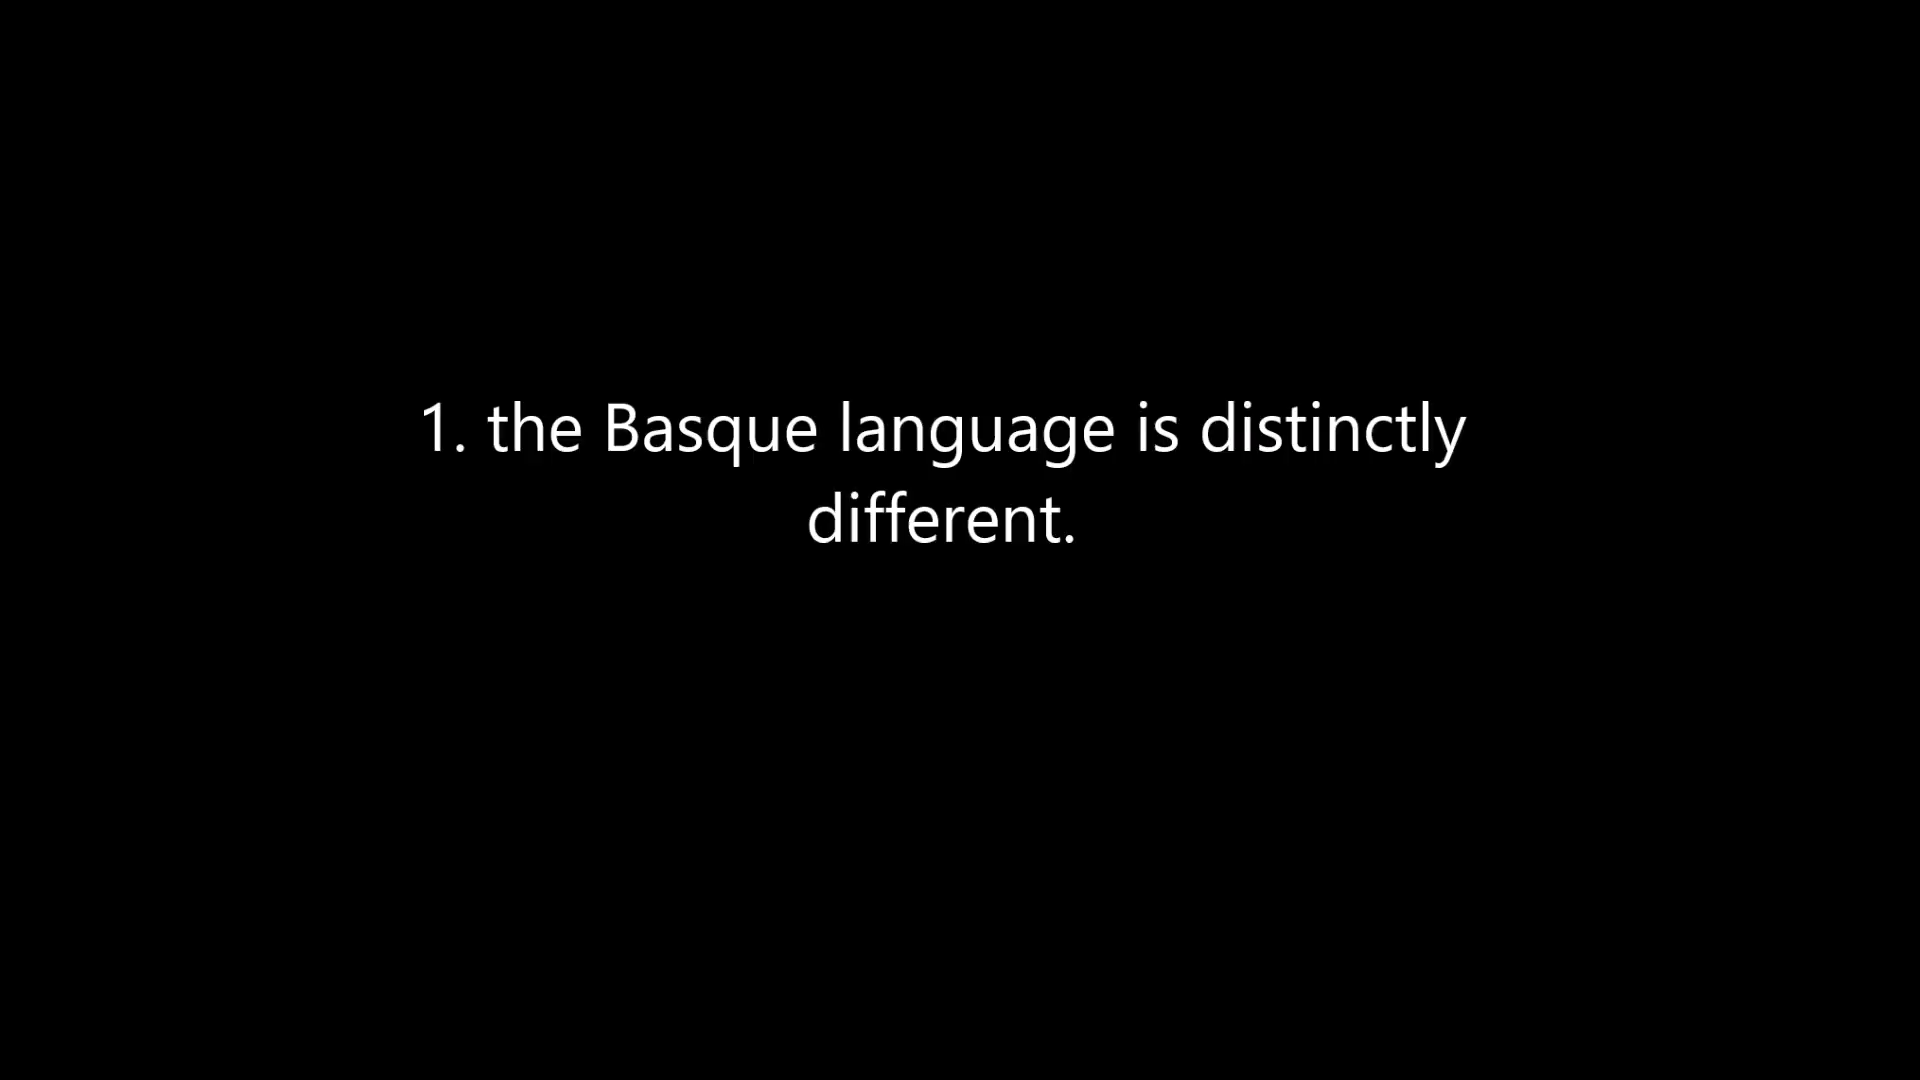 1. the Basque language is distinctly
different.